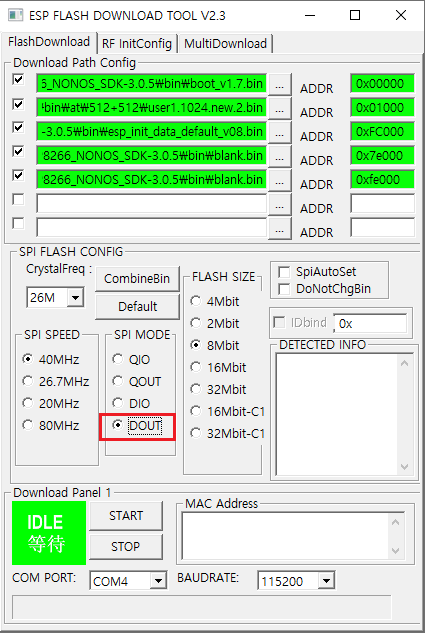 ESP FLASH DOWNLOAD TOOL V2.3
FlashDownload RF InitConfig MultiDownload
Download Path Config
6_NONOS_SDK-3.0.5₩bin₩boot_v1.7.bin ... ADDR 0x00000
₩bin₩at₩512+512₩user1.1024.new.2.bin ... ADDR 0x01000
-3.0.5₩bin₩esp_init_data_default_v08.bin ... ADDR 0xFC000
8266_NONOS_SDK-3.0.5₩bin₩blank.bin ... ADDR 0x7e000
8266_NONOS_SDK-3.0.5₩bin₩blank.bin ... ADDR 0xfe000
... ADDR
... ADDR
SPI FLASH CONFIG
CrystalFreq :
26M
CombineBin
Default
SPI SPEED
40MHz
26.7MHz
20MHz
80MHz
SPI MODE
QIO
QOUT
DIO
DOUT
FLASH SIZE
4Mbit
2Mbit
8Mbit
16Mbit
32Mbit
16Mbit-C1
32Mbit-C1
SpiAutoSet
DoNotChgBin
IDbind 0x
DETECTED INFO
Download Panel 1
IDLE
等待
START
STOP
MAC Address
COM PORT: COM4 BAUDRATE: 115200